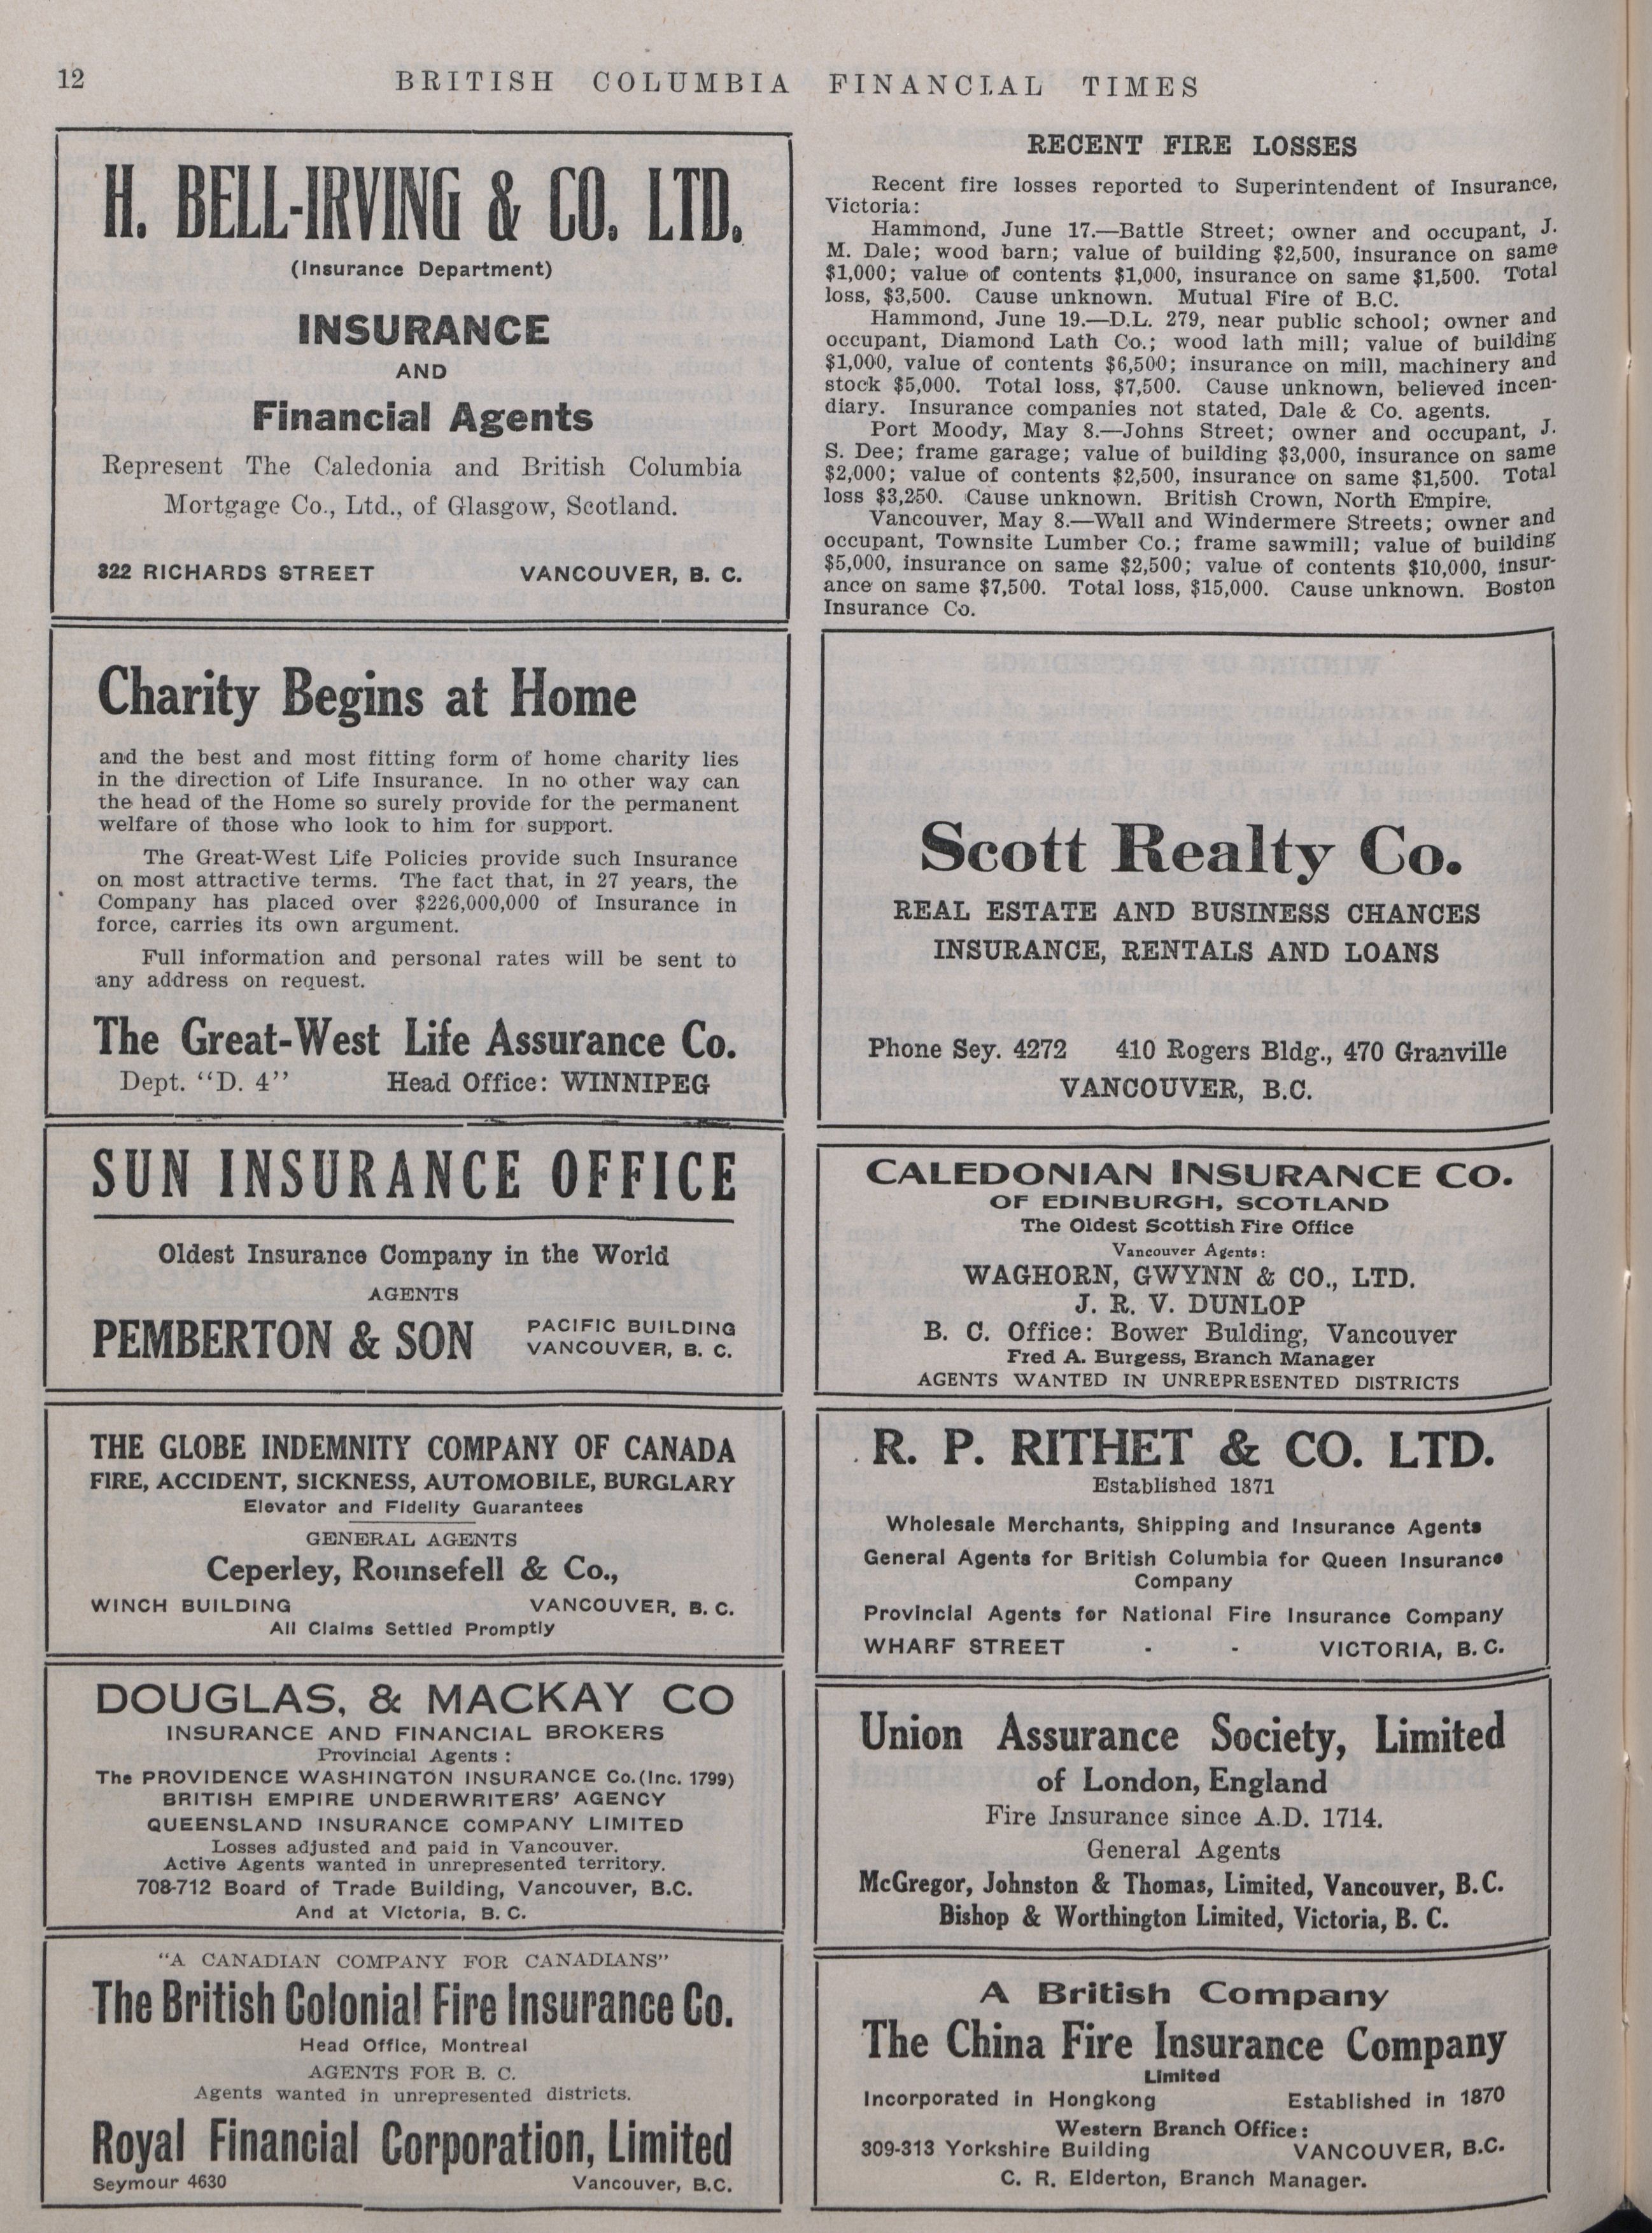 12
BRITISH COLUMBIA FINANCIAL TIMES
H. BELL-IRVING & CO. LTD.
(Insurance Department)
INSURANCE
AND
Financial Agents
Represent The Caledonia and British Columbia
Mortgage Co., Ltd., of Glasgow, Scotland.
322 RICHARDS STREET VANCOUVER, B. C.
Charity Begins at Home
and the best and most fitting form of home charity lies
in the direction of Life Insurance. In no other way can
the head of the Home so surely provide for the permanent
welfare of those who look to him for support.
The Great-West Life Policies provide such Insurance
on most attractive terms. The fact that, in 27 years, the
Company has placed over $226,000,000 of Insurance in
force, carries its own argument.
Full information and personal rates will be sent to
any address on request.
The Great-West Life Assurance Co.
Dept. "D. 4" Head Office: WINNIPEG
SUN INSURANCE OFFICE
Oldest Insurance Company in the World
AGENTS
PEMBERTON & SON
PACIFIC BUILDING
VANCOUVER, B. C.
THE GLOBE INDEMNITY COMPANY OF CANADA
FIRE, ACCIDENT, SICKNESS, AUTOMOBILE, BURGLARY
Elevator and Fidelity Guarantees
GENERAL AGENTS
Ceperley, Rounsefell & Co.,
WINCH BUILDING VANCOUVER, B. C.
All Claims Settled Promptly
DOUGLAS, & MACKAY CO
INSURANCE AND FINANCIAL BROKERS
Provincial Agents :
The PROVIDENCE WASHINGTON INSURANCE Co.(Inc. 1799)
BRITISH EMPIRE UNDERWRITERS' AGENCY
QUEENSLAND INSURANCE COMPANY LIMITED
Losses adjusted and paid in Vancouver.
Active Agents wanted in unrepresented territory.
708-712 Board of Trade Building, Vancouver, B.C.
And at Victoria, B. C.
"A CANADIAN COMPANY FOR CANADIANS"
The British Colonial Fire Insurance Co.
Head Office, Montreal
AGENTS FOR B. C.
Agents wanted in unrepresented districts.
Royal Financial Corporation, Limited
Seymour 4630 Vancouver, B.C.
RECENT FIRE LOSSES
Recent fire losses reported to Superintendent of Insurance,
Victoria:
Hammond, June 17.—Battle Street; owner and occupant, J.
M. Dale; wood barn; value of building $2,500, insurance on same
$1,000; value of contents $1,000, insurance on same $1,500. Total
loss, $3,500. Cause unknown. Mutual Fire of B.C.
Hammond, June 19.—D.L. 279, near public school; owner and
occupant, Diamond Lath Co.; wood lath mill; value of building
$1,000, value of contents $6,500; insurance on mill, machinery and
stock $5,000. Total loss, $7,500. Cause unknown, believed incen-
diary. Insurance companies not stated, Dale & Co. agents.
Port Moody, May 8.—Johns Street; owner and occupant, J.
S. Dee; frame garage; value of building $3,000, insurance on same
$2,000; value of contents $2,500, insurance on same $1,500. Total
loss $3,250. Cause unknown. British Crown, North Empire.
Vancouver, May 8.—Wall and Windermere Streets; owner and
occupant, Townsite Lumber Co.; frame sawmill; value of building
$5,000, insurance on same $2,500; value of contents $10,000, insur-
ance on same $7,500. Total loss, $15,000. Cause unknown. Boston
Insurance Co.
Scott Realty Co.
REAL ESTATE AND BUSINESS CHANCES
INSURANCE, RENTALS AND LOANS
Phone Sey. 4272 410 Rogers Bldg., 470 Granville
VANCOUVER, B.C.
CALEDONIAN INSURANCE CO.
OF EDINBURGH, SCOTLAND
The Oldest Scottish Fire Office
Vancouver Agents:
WAGHORN, GWYNN & CO., LTD.
J. R. V. DUNLOP
B. C. Office: Bower Bulding, Vancouver
Fred A. Burgess, Branch Manager
AGENTS WANTED IN UNREPRESENTED DISTRICTS
R. P. RITHET & CO. LTD.
Established 1871
Wholesale Merchants, Shipping and Insurance Agents
General Agents for British Columbia for Queen Insurance
Company
Provincial Agents for National Fire Insurance Company
WHARF STREET - - VICTORIA, B. C.
Union Assurance Society, Limited
of London, England
Fire Insurance since A.D. 1714.
General Agents
McGregor, Johnston & Thomas, Limited, Vancouver, B.C.
Bishop & Worthington Limited, Victoria, B. C.
A British Company
The China Fire Insurance Company
Limited
Incorporated in Hongkong Established in 1870
Western Branch Office:
309-313 Yorkshire Building VANCOUVER, B.C.
C. R. Elderton, Branch Manager.